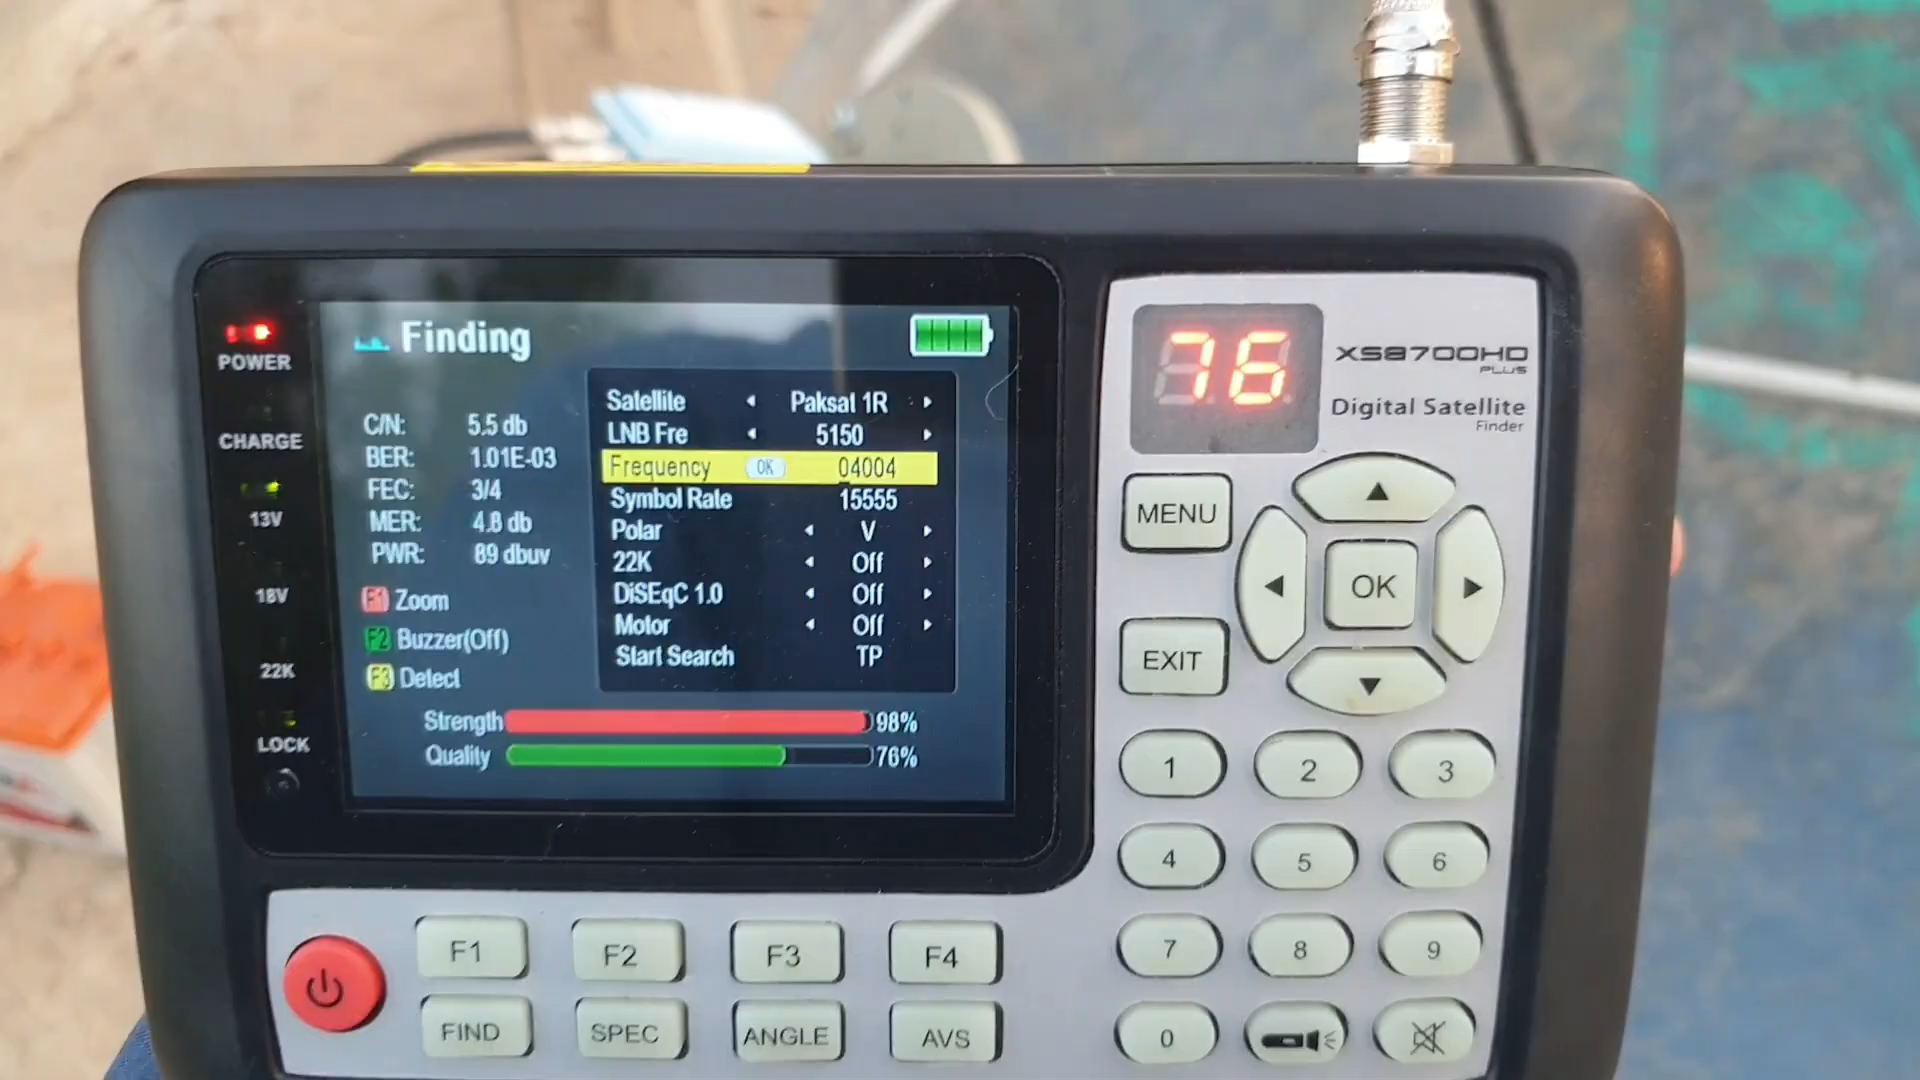 Finding
POWER
CHARGE
13V
18V
22K
LOCK
C/N: 5.5 db
BER: 1.01E-03
FEC: 3/4
MER: 4.8 db
PWR: 89 dbuv
F1 Zoom
F2 Buzzer(Off)
F3 Detect
Satellite Paksat 1R
LNB Fre 5150
Frequency OK 04004
Symbol Rate 15555
Polar V
22K Off
DiSEqC 1.0 Off
Motor Off
Start Search TP
Strength 98%
Quality 76%
76
XS8700HD
PLUS
Digital Satellite
Finder
MENU
OK
EXIT
1 2 3
4 5 6
7 8 9
0
F1 F2 F3 F4
FIND SPEC ANGLE AVS